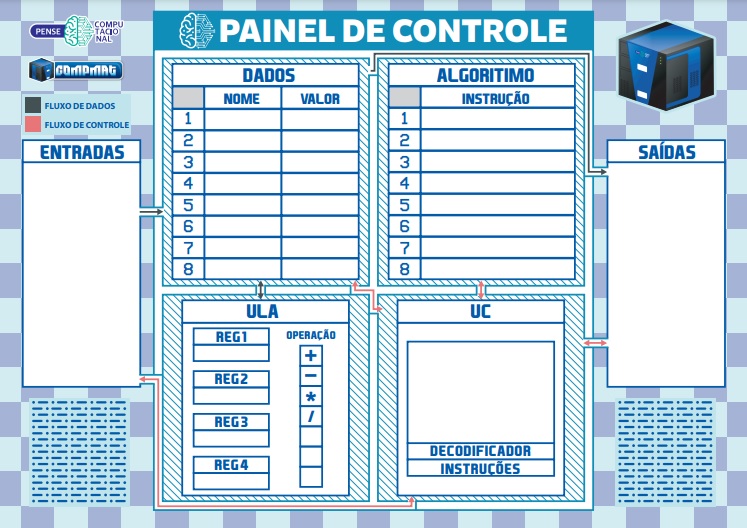 PENSE COMPU
TACIO
NAL
COMPMAT
PAINEL DE CONTROLE
FLUXO DE DADOS
FLUXO DE CONTROLE
ENTRADAS
DADOS
NOME VALOR
1
2
3
4
5
6
7
8
ALGORITIMO
INSTRUÇÃO
1
2
3
4
5
6
7
8
SAÍDAS
ULA
REG1
REG2
REG3
REG4
OPERAÇÃO
+
−
*
/
UC
DECODIFICADOR
INSTRUÇÕES